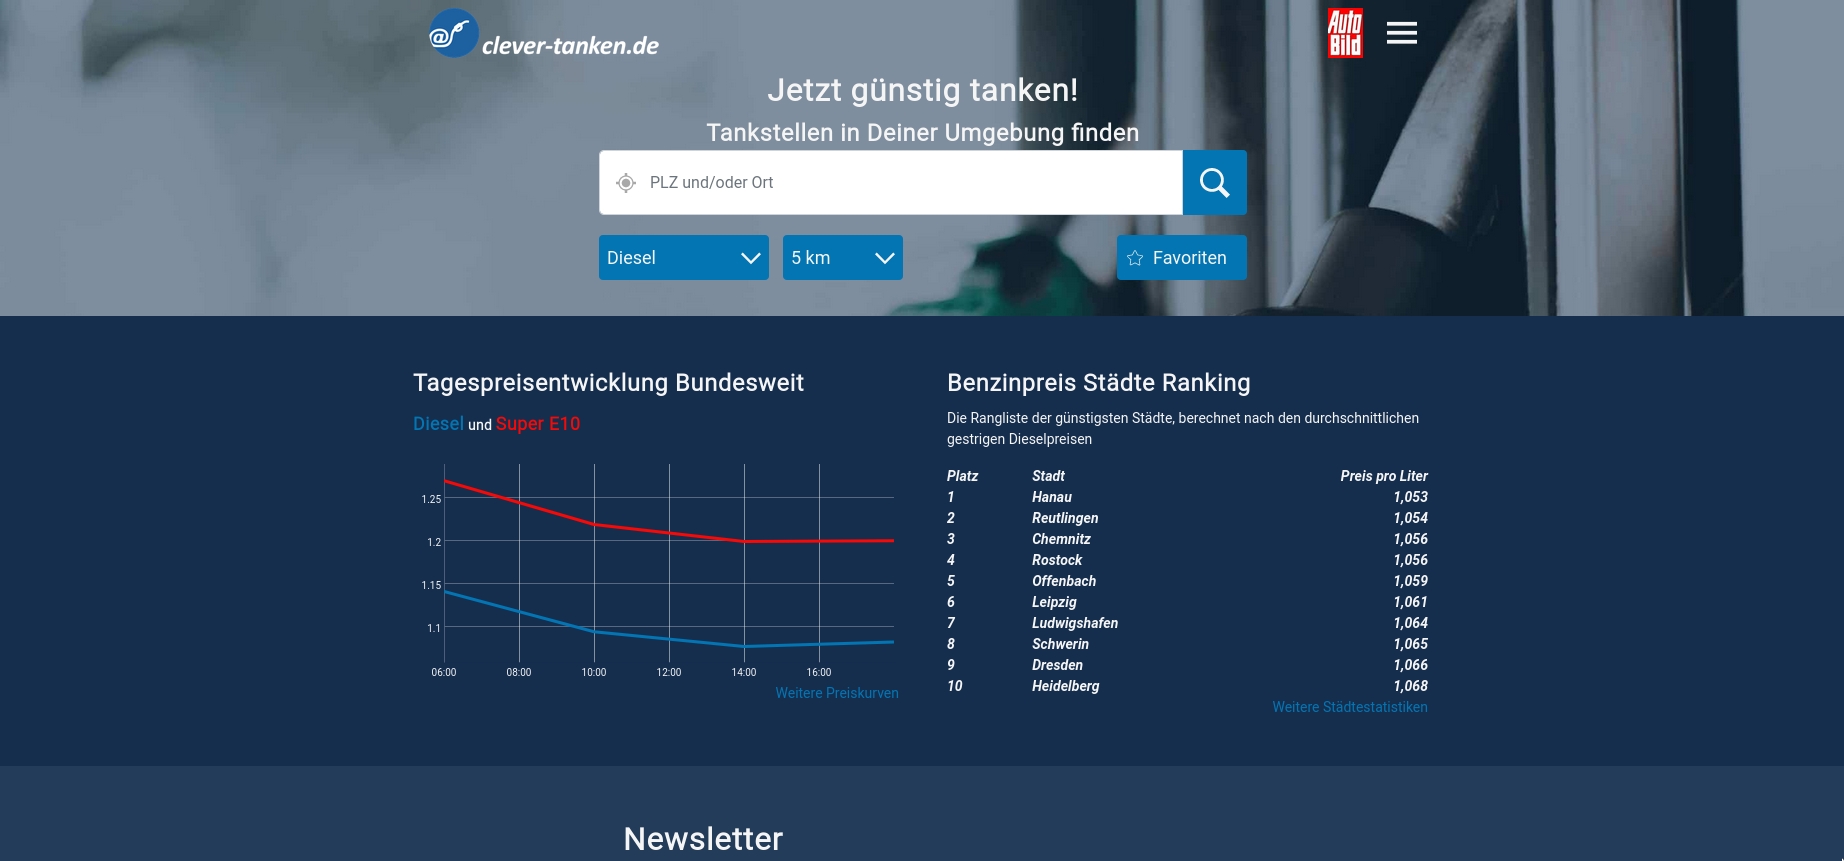 clever-tanken.de
Auto
Bild
Jetzt günstig tanken!
Tankstellen in Deiner Umgebung finden
PLZ und/oder Ort
Diesel
5 km
Favoriten
Tagespreisentwicklung Bundesweit
Diesel und Super E10
1.25
1.2
1.15
1.1
06:00 08:00 10:00 12:00 14:00 16:00
Weitere Preiskurven
Benzinpreis Städte Ranking
Die Rangliste der günstigsten Städte, berechnet nach den durchschnittlichen
gestrigen Dieselpreisen
Platz Stadt Preis pro Liter
1 Hanau 1,053
2 Reutlingen 1,054
3 Chemnitz 1,056
4 Rostock 1,056
5 Offenbach 1,059
6 Leipzig 1,061
7 Ludwigshafen 1,064
8 Schwerin 1,065
9 Dresden 1,066
10 Heidelberg 1,068
Weitere Städtestatistiken
Newsletter